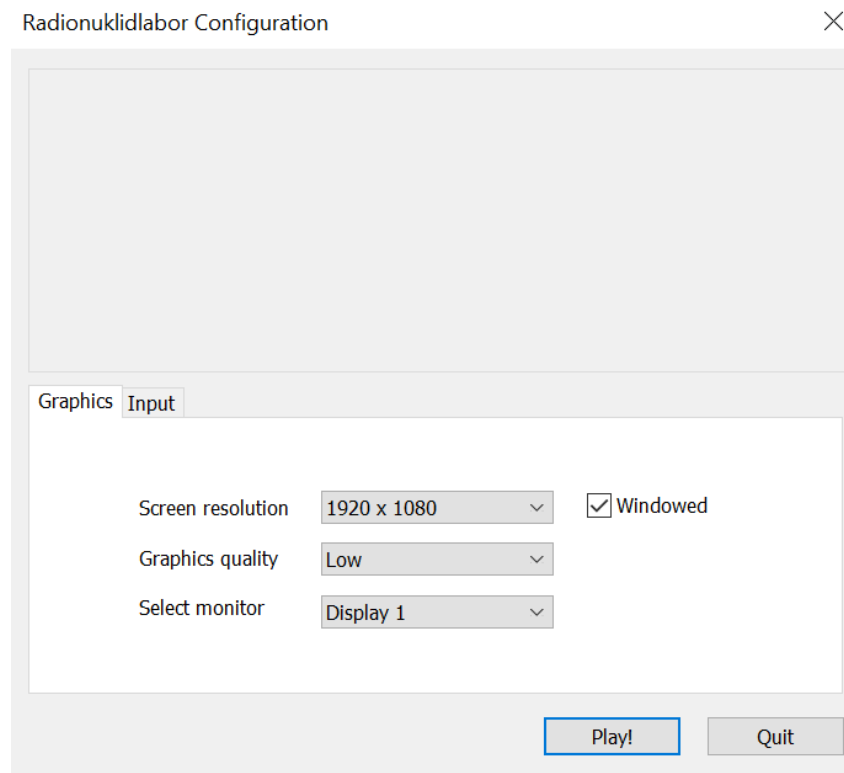 Radionuklidlabor Configuration
Graphics Input
Screen resolution 1920 x 1080 Windowed
Graphics quality Low
Select monitor Display 1
Play! Quit